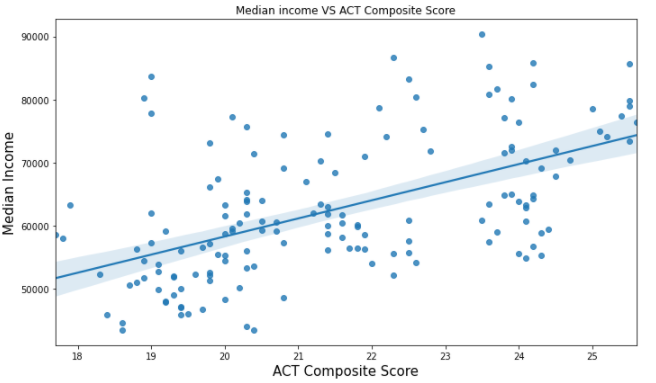 Median income VS ACT Composite Score
90000
80000
70000
60000
50000
Median Income
18 19 20 21 22 23 24 25
ACT Composite Score